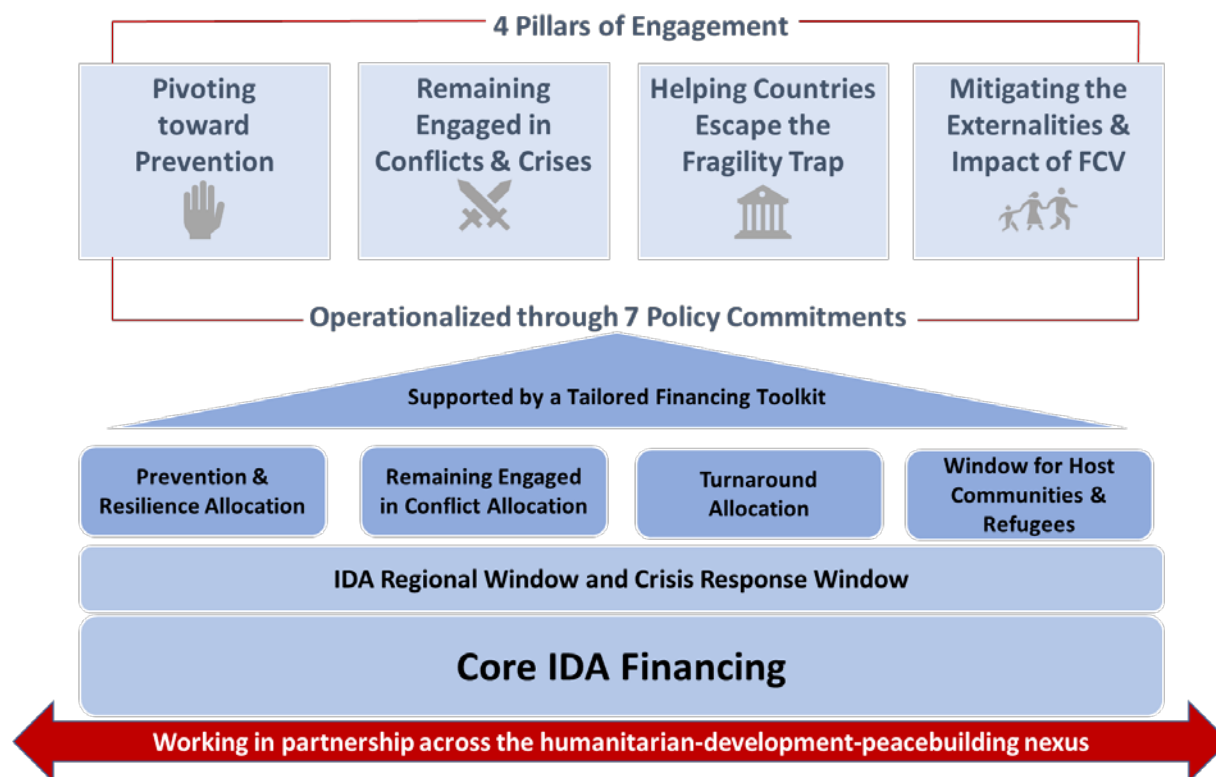 4 Pillars of Engagement
Pivoting
toward
Prevention
Remaining
Engaged in
Conflicts & Crises
Helping Countries
Escape the
Fragility Trap
Mitigating the
Externalities &
Impact of FCV
Operationalized through 7 Policy Commitments
Supported by a Tailored Financing Toolkit
Prevention &
Resilience Allocation
Remaining Engaged
in Conflict Allocation
Turnaround
Allocation
Window for Host
Communities &
Refugees
IDA Regional Window and Crisis Response Window
Core IDA Financing
Working in partnership across the humanitarian-development-peacebuilding nexus